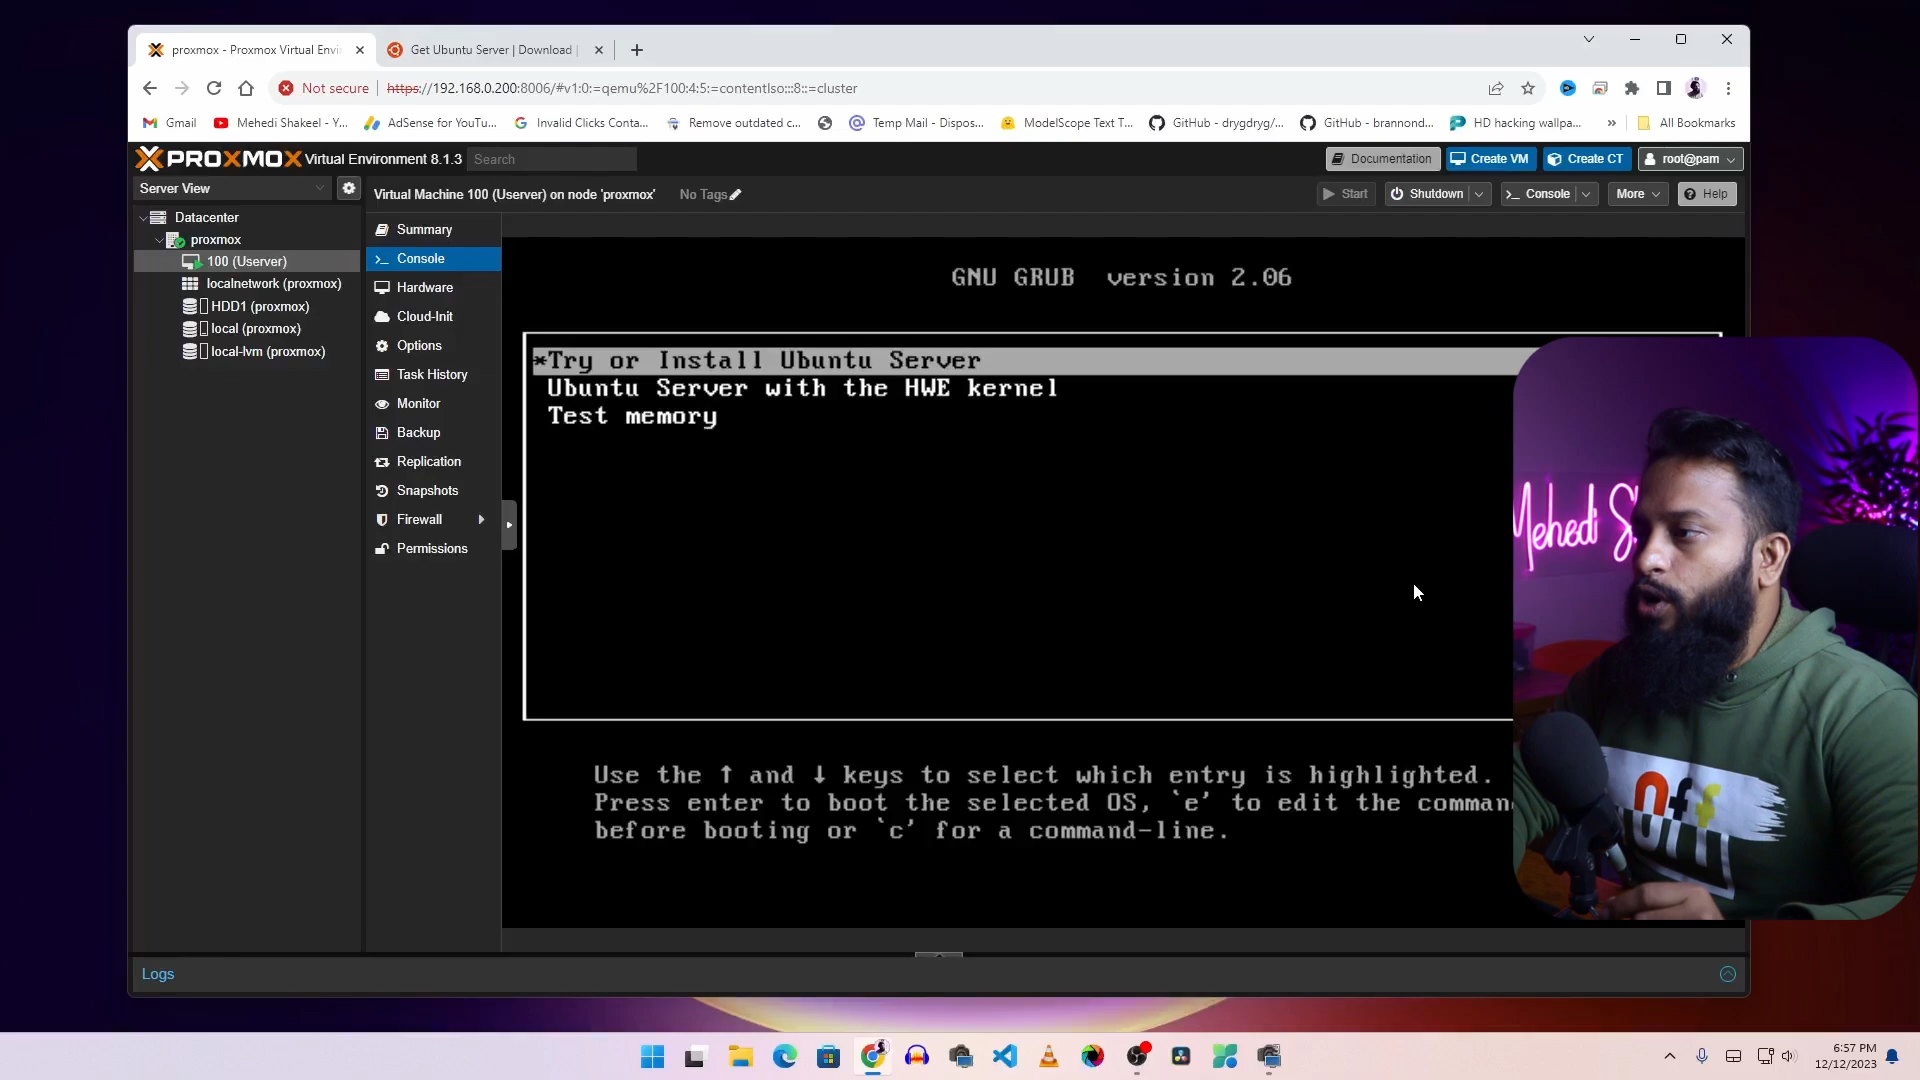 proxmox - Proxmox Virtual Envi
Get Ubuntu Server | Download |
Not secure
https://192.168.0.200:8006/#v1:0:=qemu%2F100:4:5:=contentIso:::8::=cluster
Gmail
Mehedi Shakeel - Y...
AdSense for YouTu...
Invalid Clicks Conta...
Remove outdated c...
Temp Mail - Dispos...
ModelScope Text T...
GitHub - drygdryg/...
GitHub - brannond...
HD hacking wallpa...
»
All Bookmarks
PROXMOX Virtual Environment 8.1.3
Search
Documentation
Create VM
Create CT
root@pam
Server View
Virtual Machine 100 (Userver) on node 'proxmox'
No Tags
Start
Shutdown
Console
More
Help
Datacenter
proxmox
100 (Userver)
localnetwork (proxmox)
HDD1 (proxmox)
local (proxmox)
local-lvm (proxmox)
Summary
Console
Hardware
Cloud-Init
Options
Task History
Monitor
Backup
Replication
Snapshots
Firewall
Permissions
GNU GRUB version 2.06
*Try or Install Ubuntu Server
Ubuntu Server with the HWE kernel
Test memory
Use the ↑ and ↓ keys to select which entry is highlighted.
Press enter to boot the selected OS, `e' to edit the comman
before booting or `c' for a command-line.
Mehedi S
Off
Logs
6:57 PM
12/12/2023